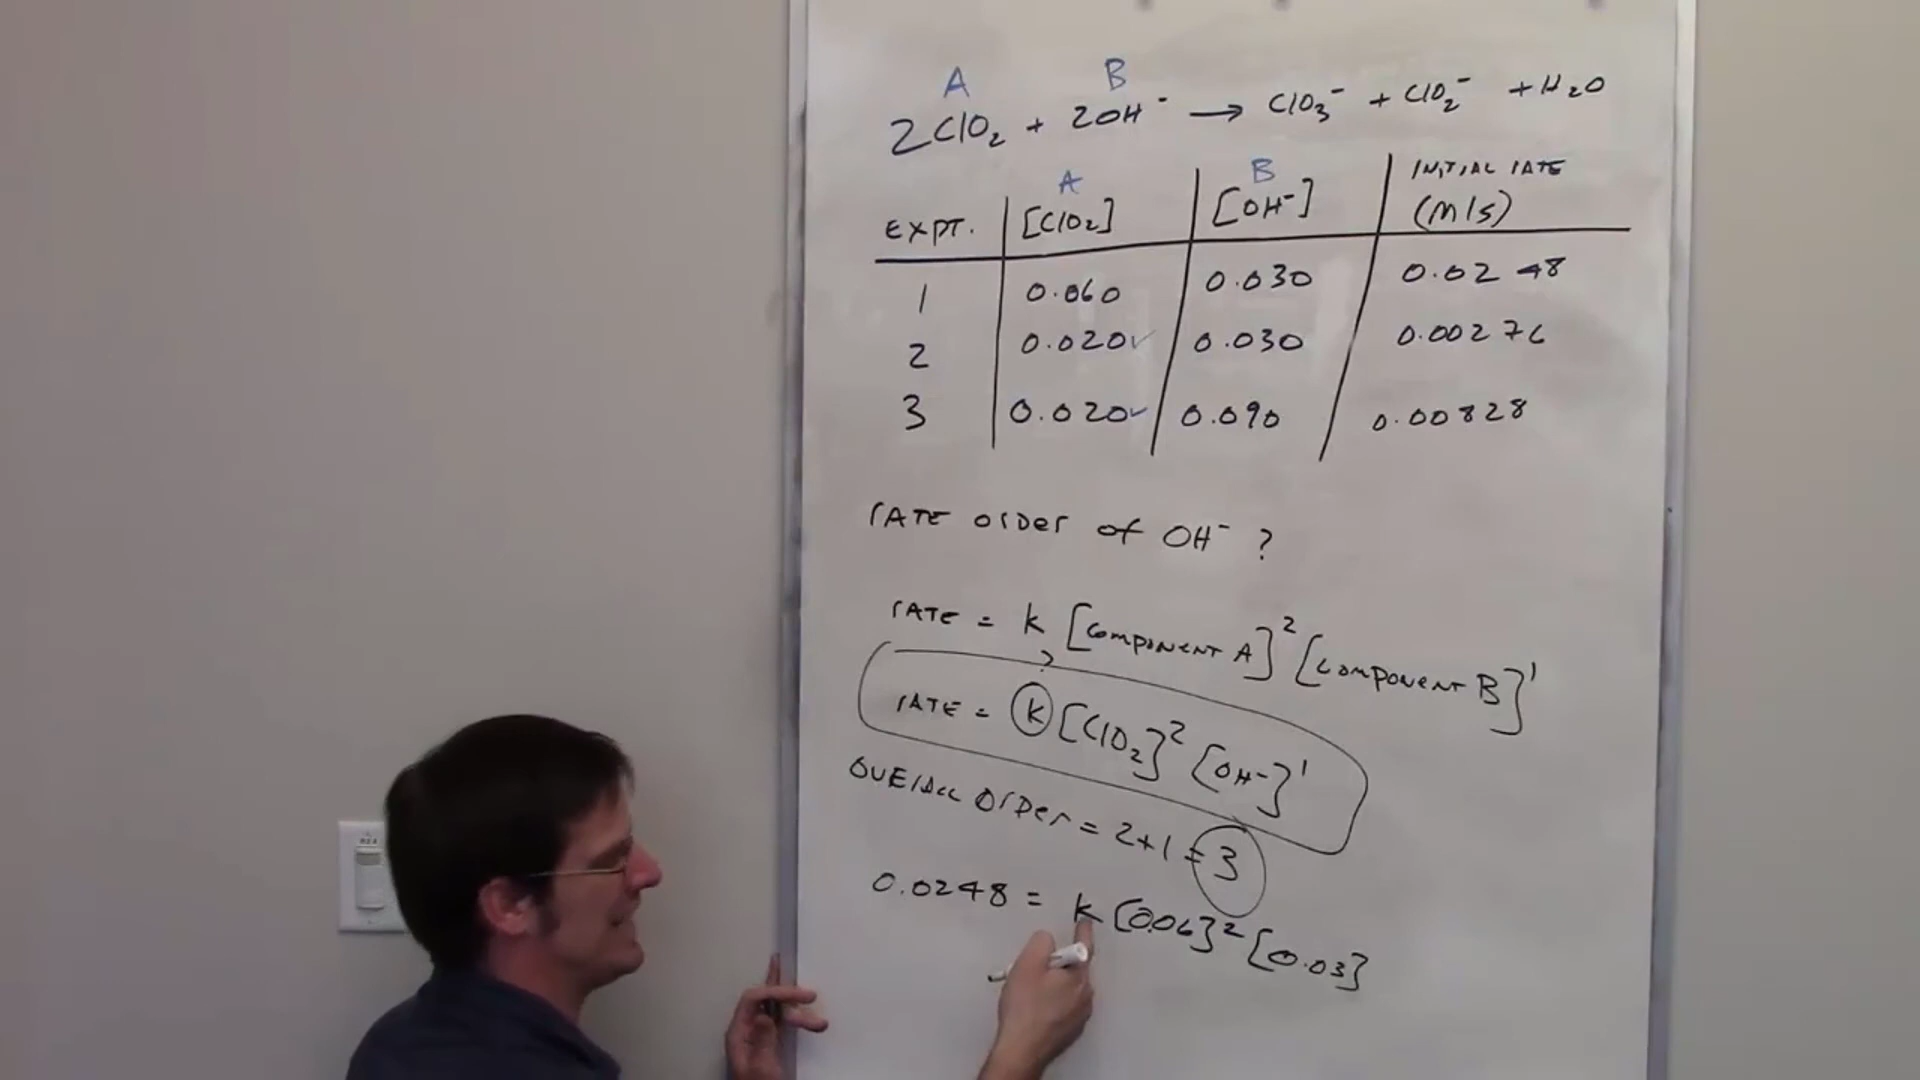 A B
2ClO₂ + 2OH⁻ → ClO₃⁻ + ClO₂⁻ + H₂O
A B INITIAL RATE
EXPT. [ClO₂] [OH⁻] (M/s)
1 0.060 0.030 0.0248
2 0.020✓ 0.030 0.00276
3 0.020✓ 0.090 0.00828
RATE ORDER OF OH⁻ ?
RATE = k [COMPONENT A]² [COMPONENT B]¹
?
RATE = k [ClO₂]² [OH⁻]¹
OVERALL ORDER = 2+1 = 3
0.0248 = k [0.06]² [0.03]